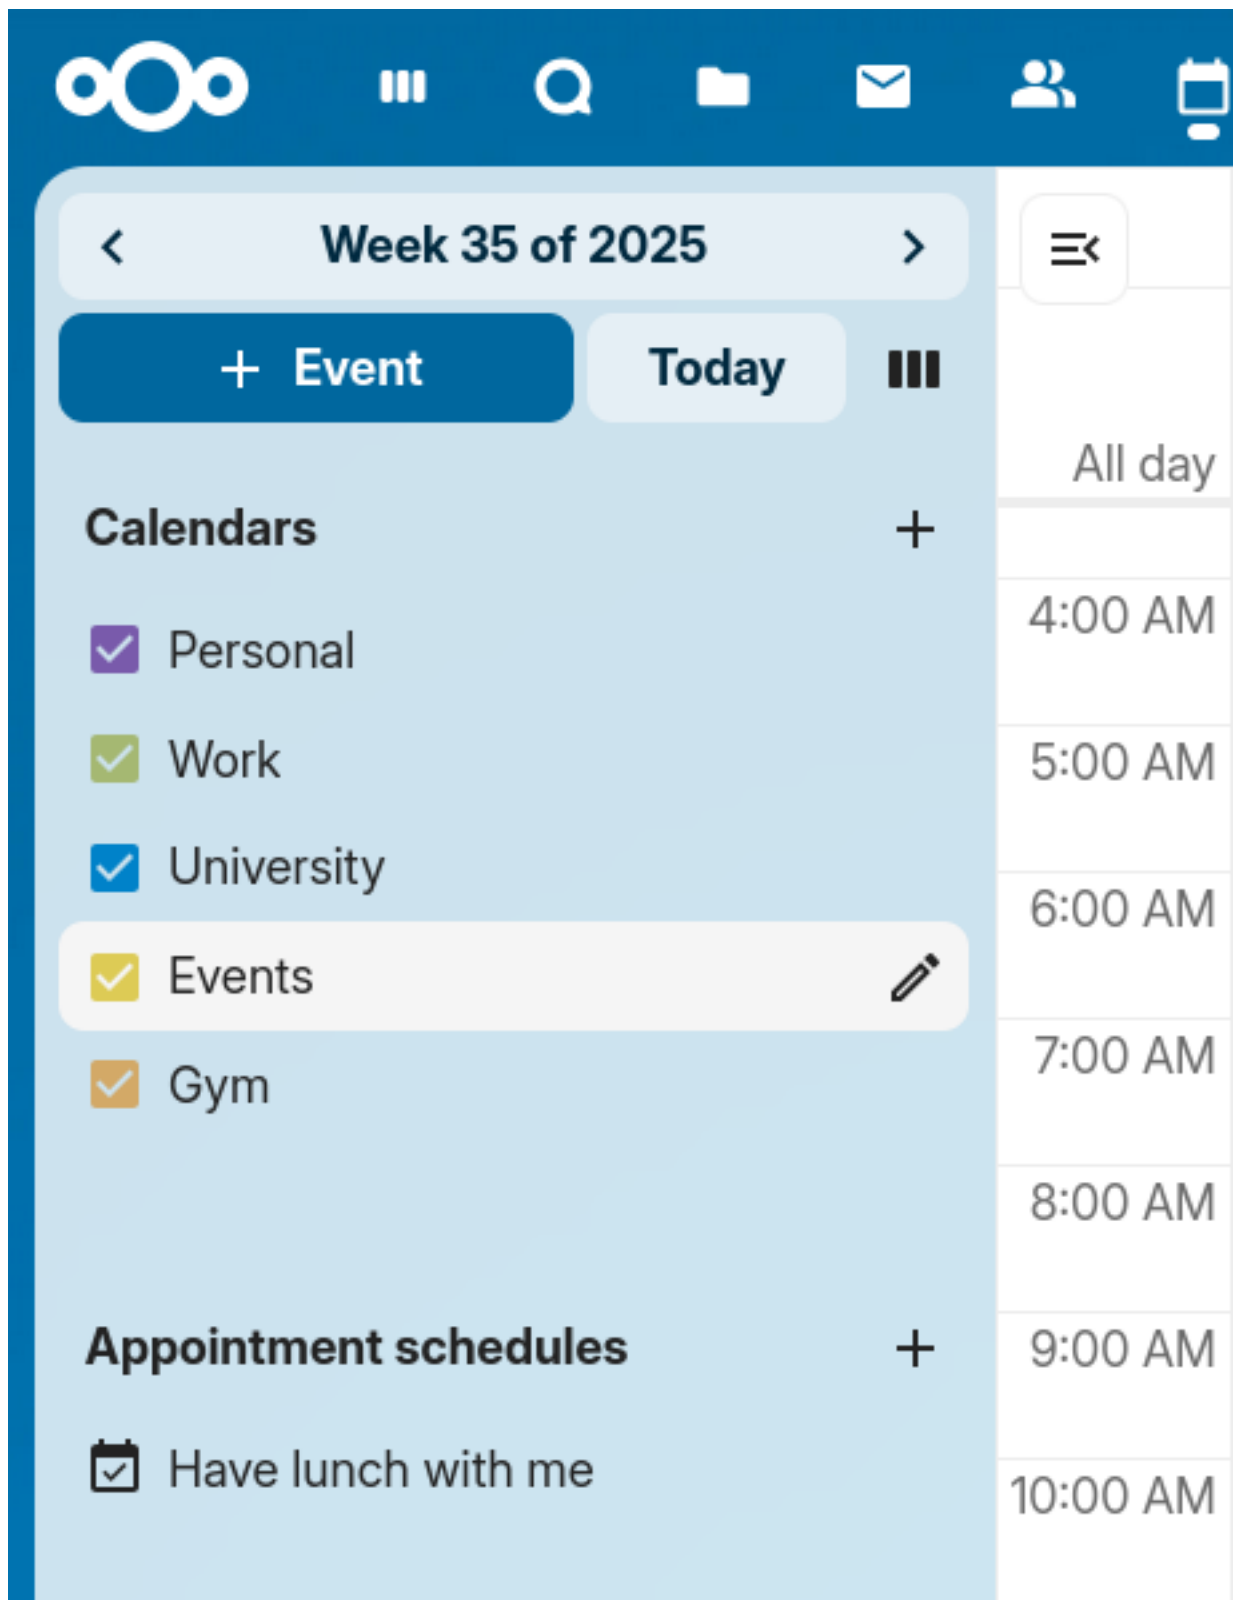 Week 35 of 2025
+ Event
Today
All day
Calendars
Personal
Work
University
Events
Gym
Appointment schedules
Have lunch with me
4:00 AM
5:00 AM
6:00 AM
7:00 AM
8:00 AM
9:00 AM
10:00 AM